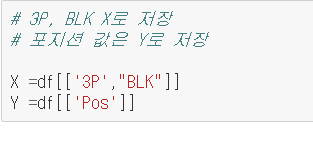 # 3P, BLK X로 저장
# 포지션 값은 Y로 저장
X =df[['3P',"BLK"]]
Y =df[['Pos']]